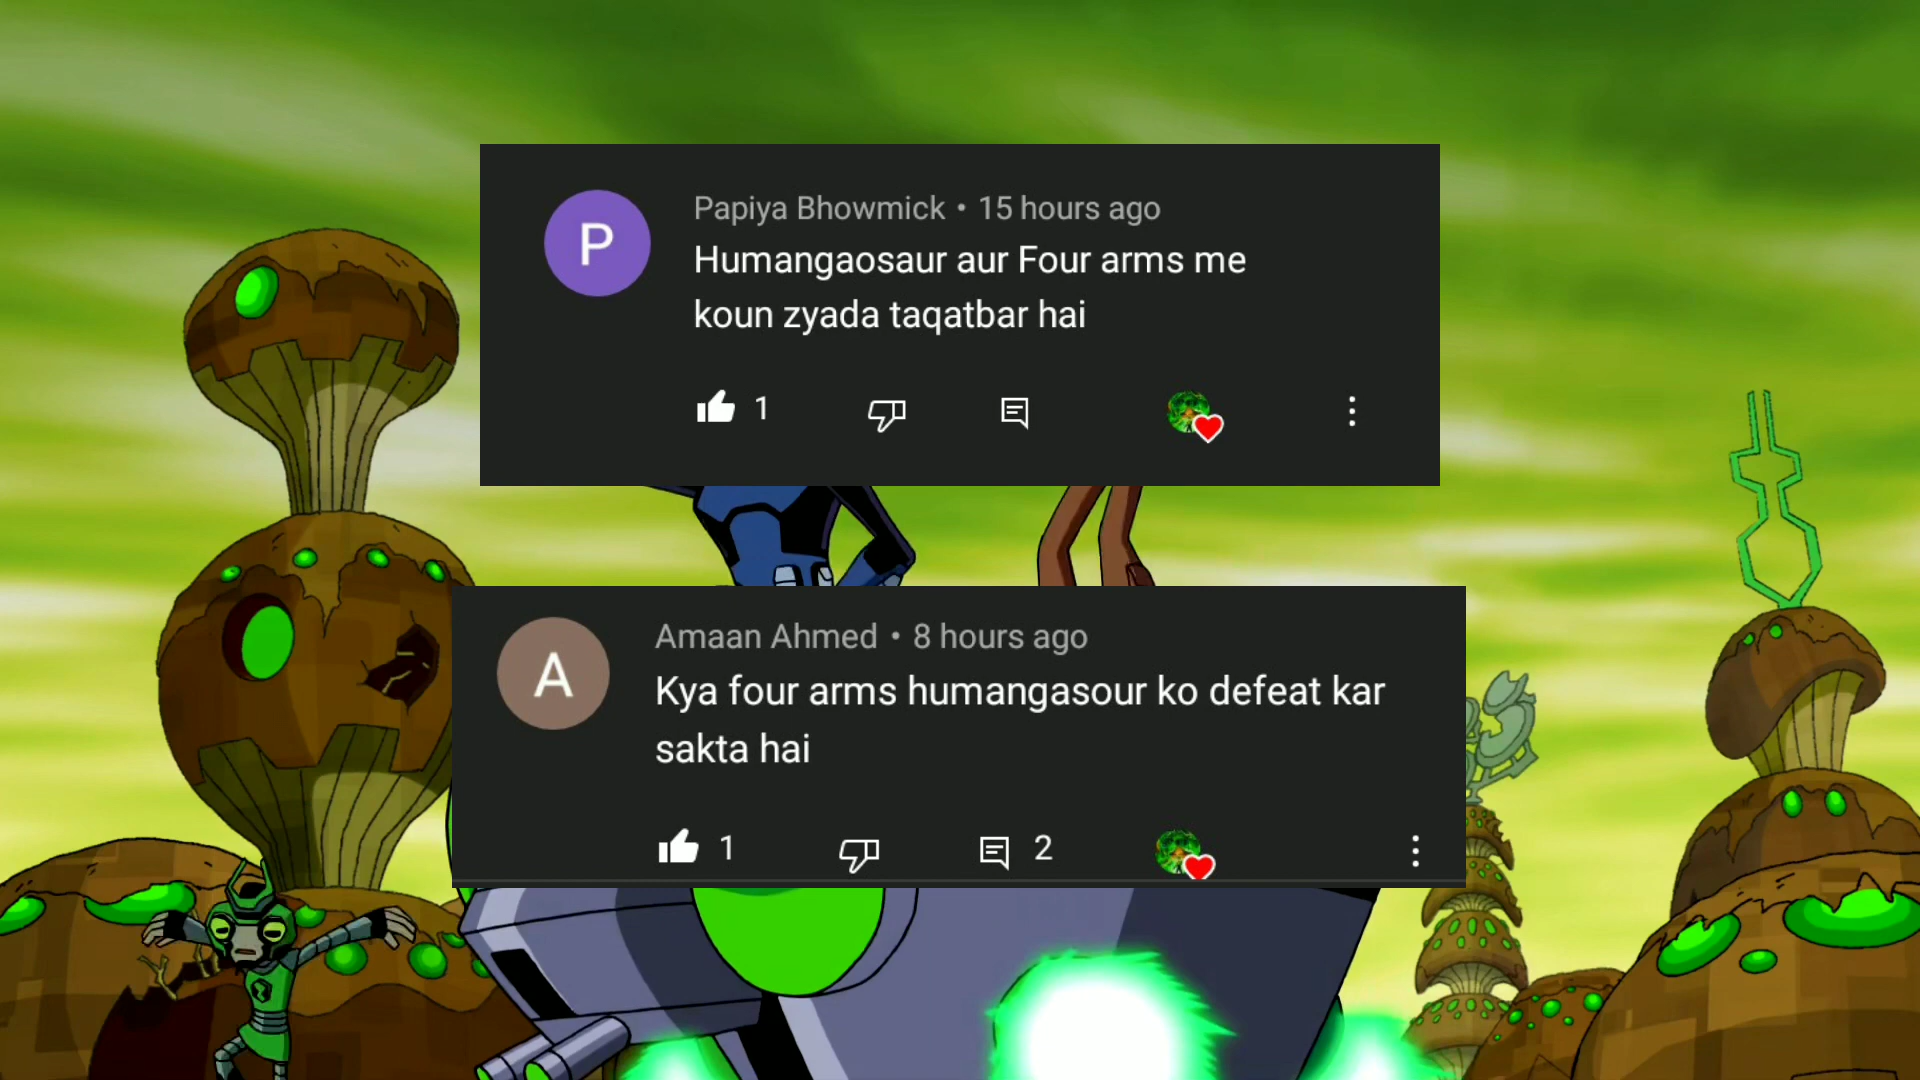 P
Papiya Bhowmick • 15 hours ago
Humangaosaur aur Four arms me
koun zyada taqatbar hai
1
A
Amaan Ahmed • 8 hours ago
Kya four arms humangasour ko defeat kar
sakta hai
1 2